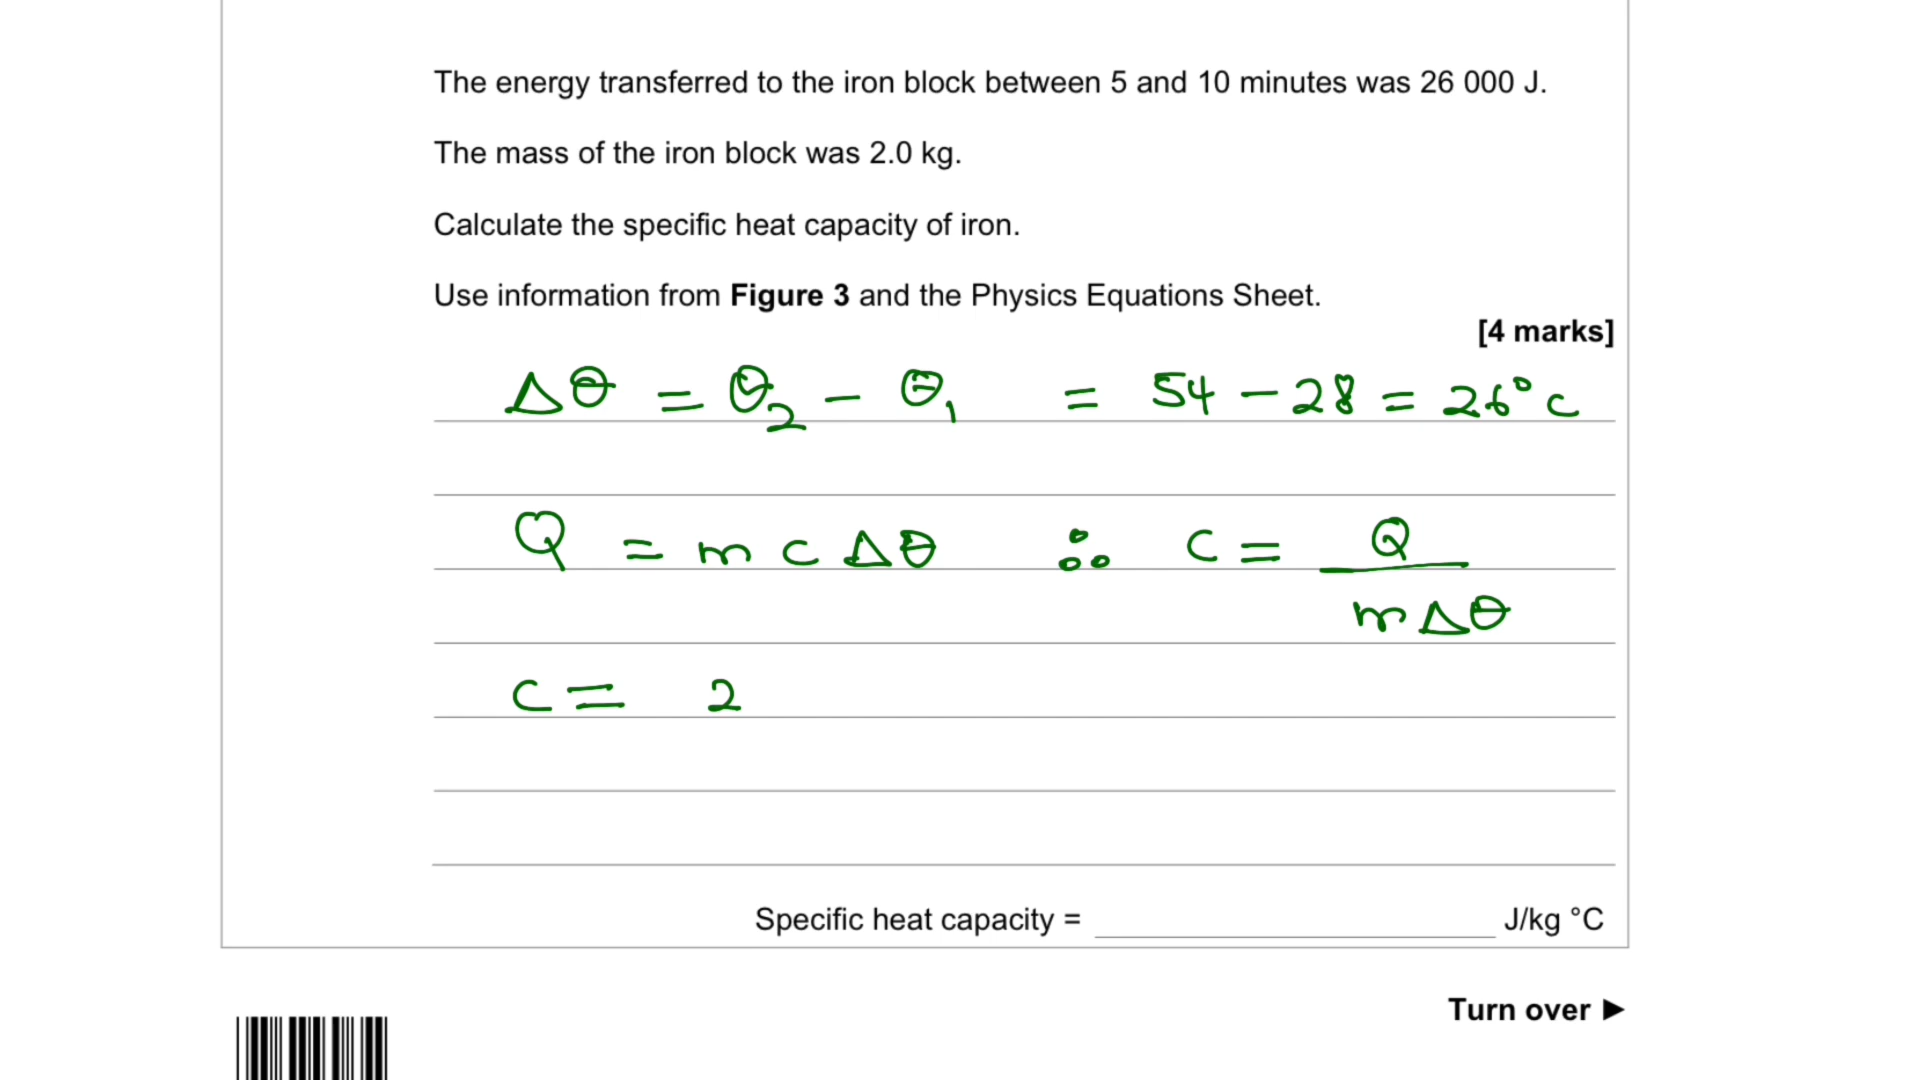 The energy transferred to the iron block between 5 and 10 minutes was 26 000 J.
The mass of the iron block was 2.0 kg.
Calculate the specific heat capacity of iron.
Use information from Figure 3 and the Physics Equations Sheet.
[4 marks]
Δθ = θ₂ – θ₁ = 54 – 28 = 26°c
Q = m c Δθ ∴ c = Q / mΔθ
c = 2
Specific heat capacity = ____________ J/kg °C
Turn over ►